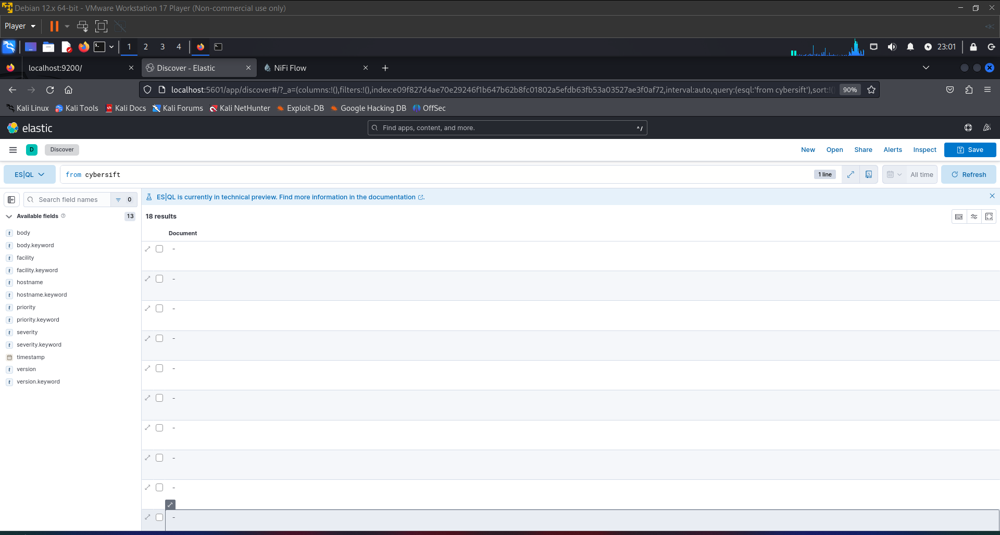 Debian 12.x 64-bit - VMware Workstation 17 Player (Non-commercial use only)
Player
1 2 3 4
23:01
localhost:9200/
Discover - Elastic
NiFi Flow
localhost:5601/app/discover#/?_a=(columns:!(),filters:!(),index:e09f827d4ae70e29246f1b647b62b8fc01802a5efdb63fb53a03527ae3f0af72,interval:auto,query:(esql:'from cybersift'),sort:!()
90%
Kali Linux
Kali Tools
Kali Docs
Kali Forums
Kali NetHunter
Exploit-DB
Google Hacking DB
OffSec
elastic
Find apps, content, and more.
^/
D
Discover
New
Open
Share
Alerts
Inspect
Save
ES|QL
from cybersift
1 line
All time
Refresh
Search field names
0
ES|QL is currently in technical preview. Find more information in the documentation.
Available fields
13
18 results
Document
t body
t body.keyword
t facility
t facility.keyword
t hostname
t hostname.keyword
t priority
t priority.keyword
t severity
t severity.keyword
timestamp
t version
t version.keyword
-
-
-
-
-
-
-
-
-
-